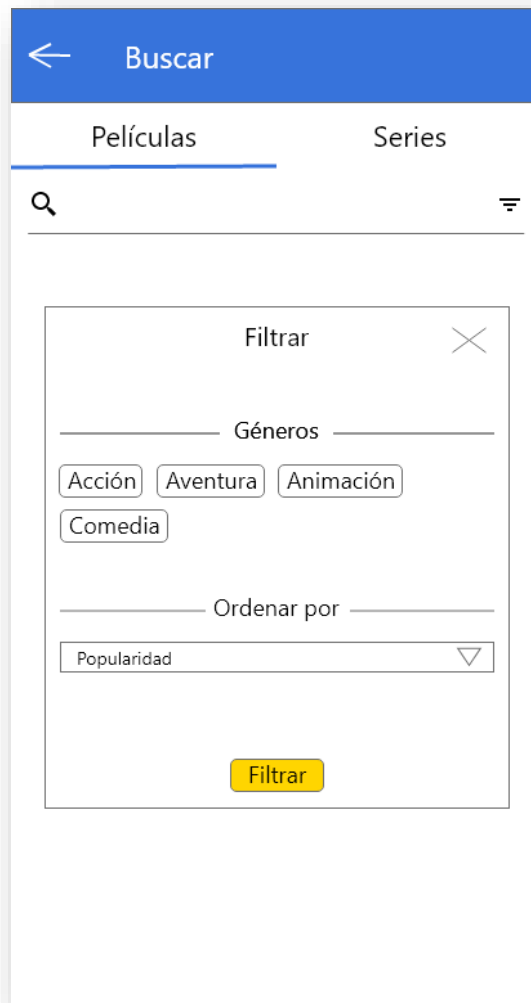 Buscar
Películas Series
Filtrar
Géneros
Acción Aventura Animación
Comedia
Ordenar por
Popularidad
Filtrar